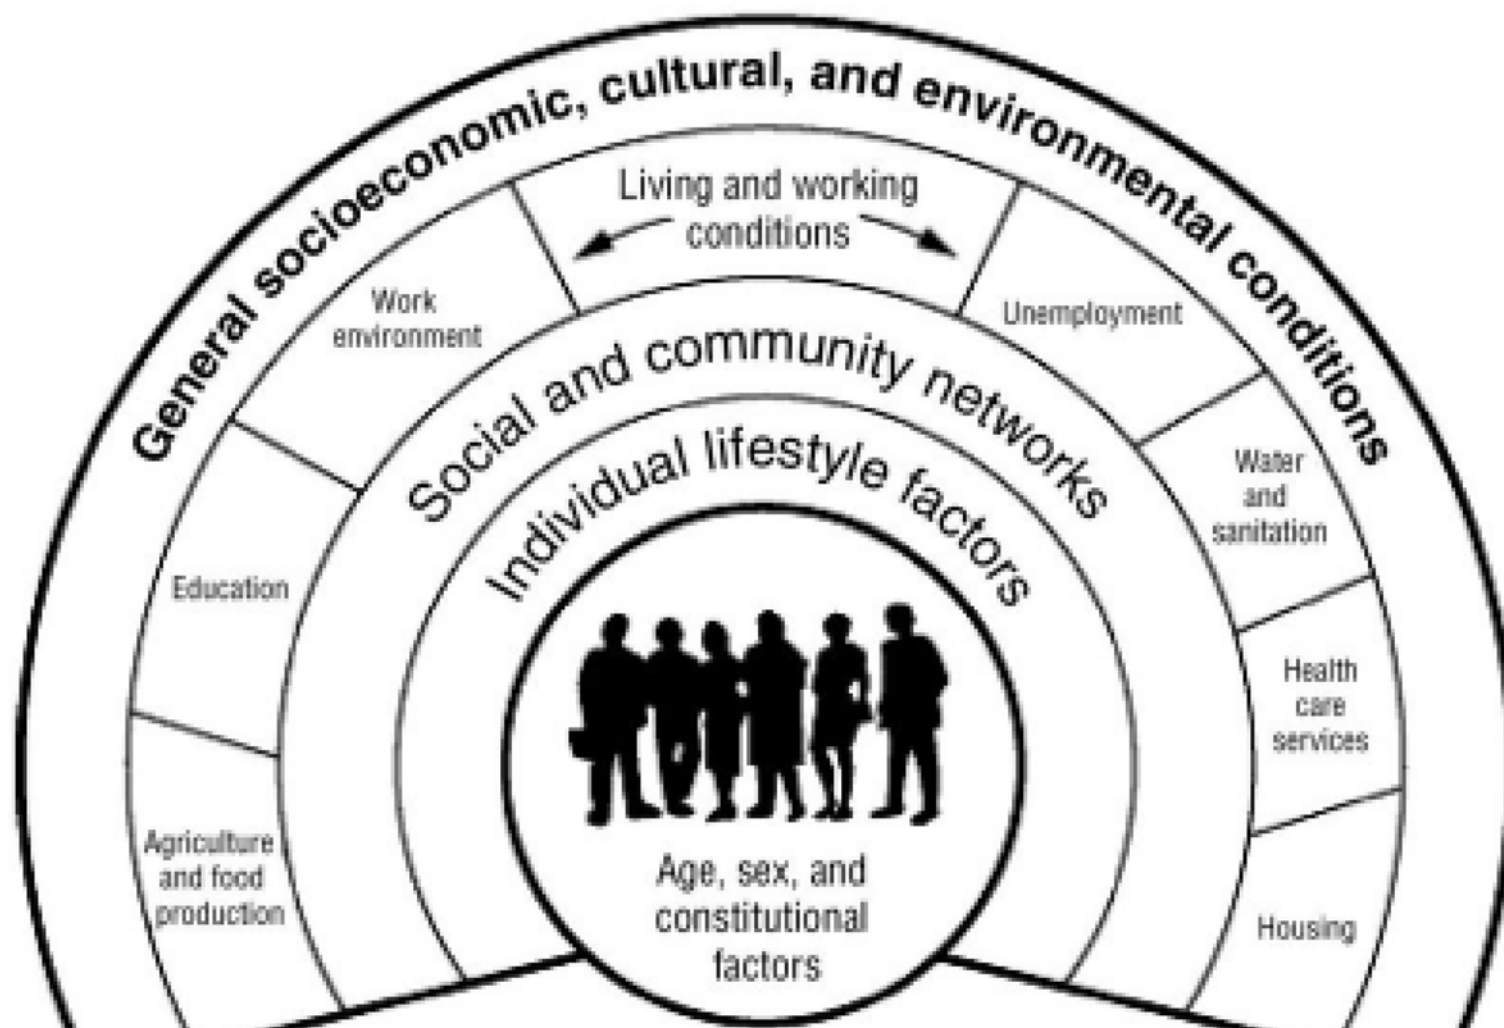 General socioeconomic, cultural, and environmental conditions
Living and working
conditions
Work
environment
Unemployment
Social and community networks
Individual lifestyle factors
Water
and
sanitation
Education
Health
care
services
Agriculture
and food
production
Age, sex, and
constitutional
factors
Housing